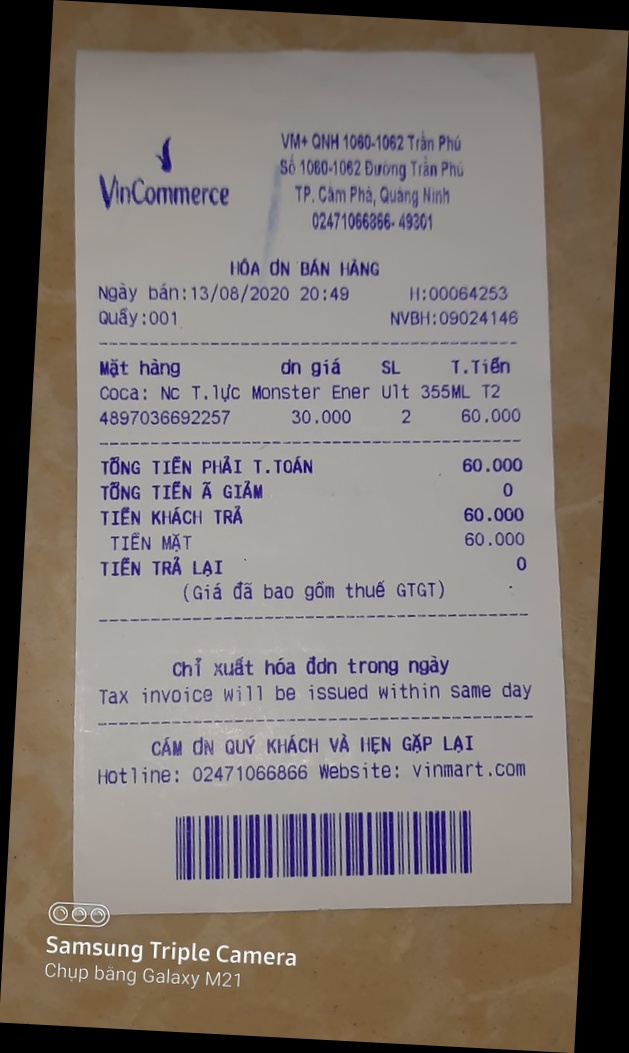 VinCommerce
VM+ QNH 1060-1062 Trần Phú
Số 1060-1062 Đường Trần Phú
TP. Cẩm Phả, Quảng Ninh
02471066866- 49301
HÓA ƠN BÁN HÀNG
Ngày bán:13/08/2020 20:49 H:00064253
Quầy:001 NVBH:09024146
Mặt hàng ơn giá SL T.Tiền
Coca: Nc T.lực Monster Ener Ult 355ML T2
4897036692257 30.000 2 60.000
TỔNG TIỀN PHẢI T.TOÁN 60.000
TỔNG TIỀN Ã GIẢM 0
TIỀN KHÁCH TRẢ 60.000
TIỀN MẶT 60.000
TIỀN TRẢ LẠI 0
(Giá đã bao gồm thuế GTGT)
Chỉ xuất hóa đơn trong ngày
Tax invoice will be issued within same day
CÁM ƠN QUÝ KHÁCH VÀ HẸN GẶP LẠI
Hotline: 02471066866 Website: vinmart.com
Samsung Triple Camera
Chụp bằng Galaxy M21